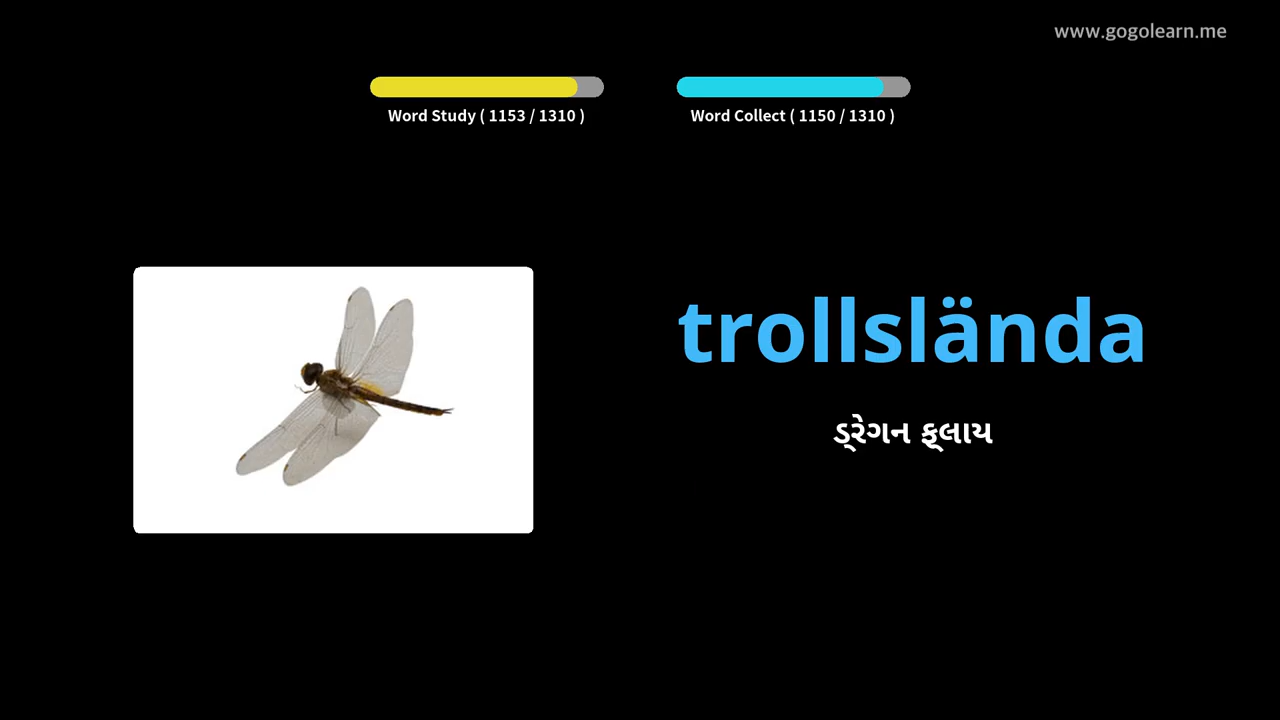 www.gogolearn.me
Word Study ( 1153 / 1310 )
Word Collect ( 1150 / 1310 )
trollslända
ડ્રેગન ફ્લાય